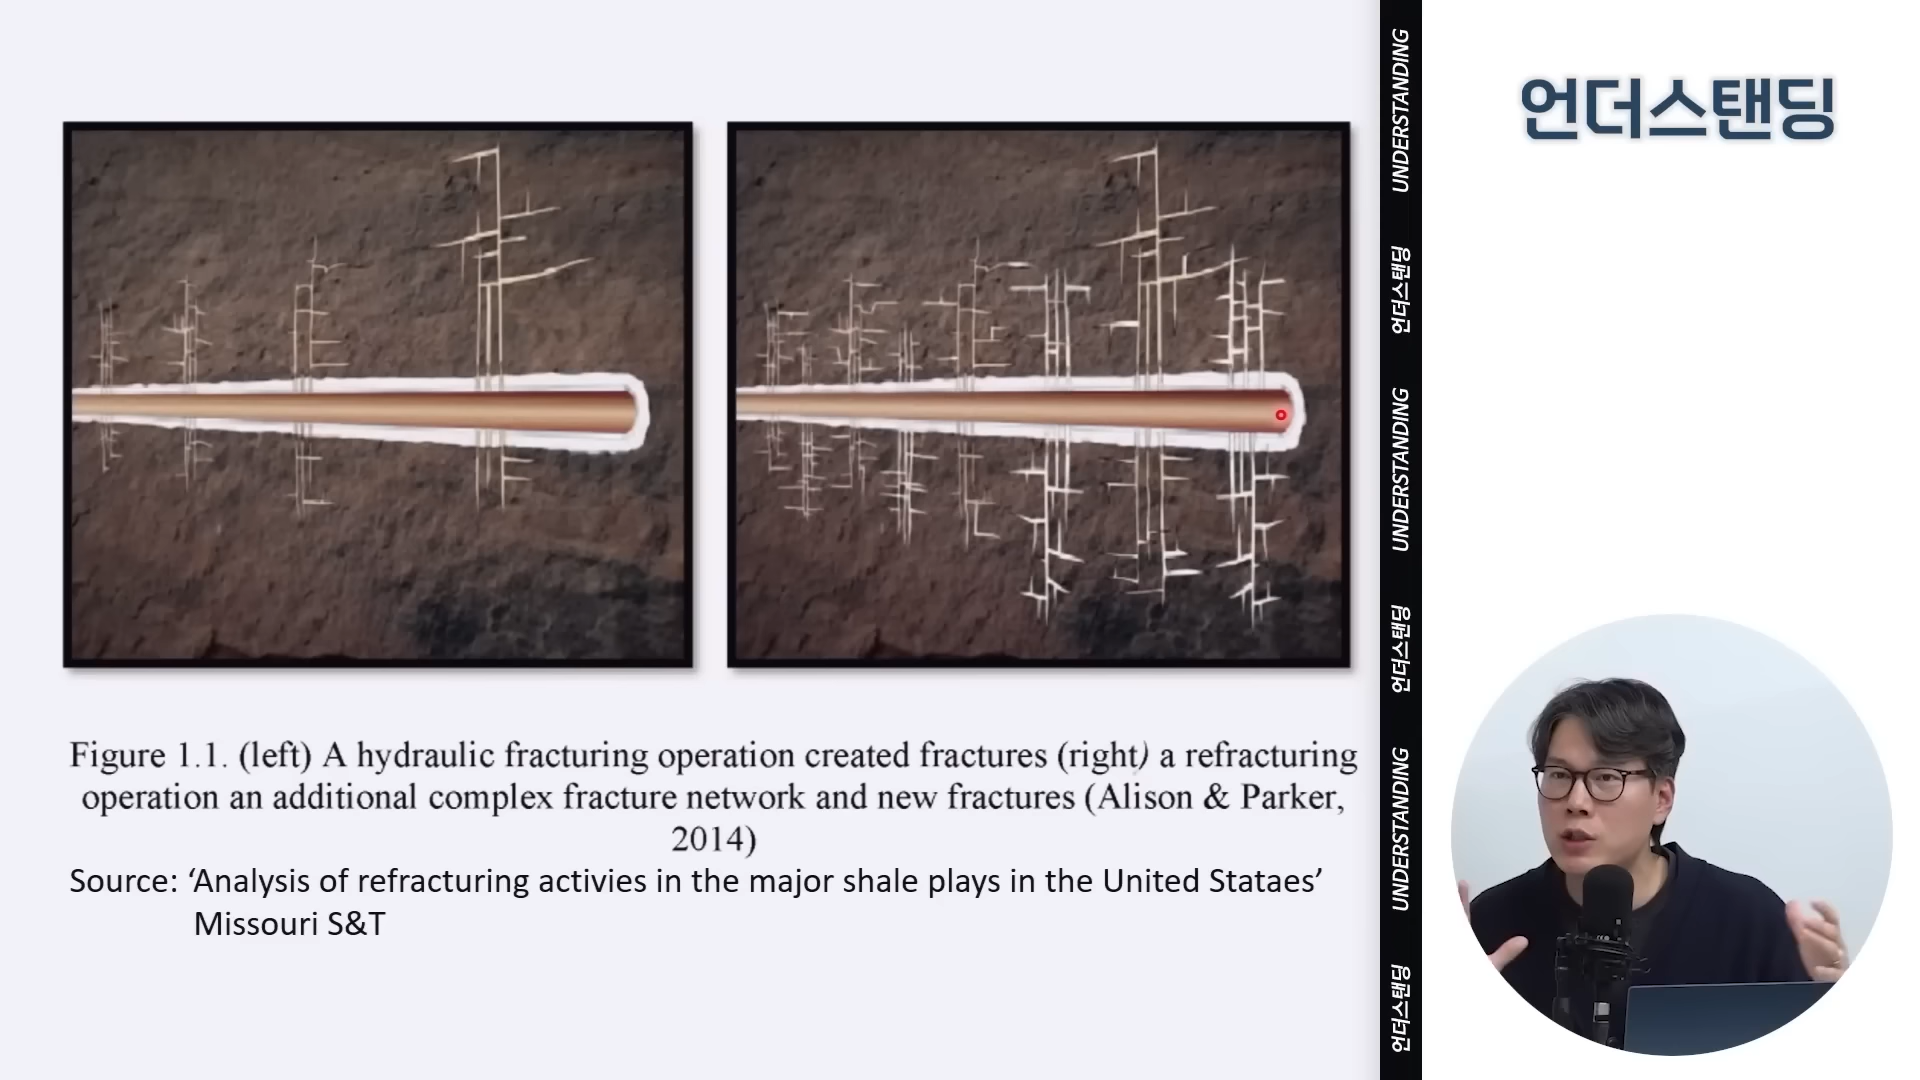 Figure 1.1. (left) A hydraulic fracturing operation created fractures (right) a refracturing
operation an additional complex fracture network and new fractures (Alison & Parker,
2014)
Source: ‘Analysis of refracturing activies in the major shale plays in the United Stataes’
Missouri S&T
UNDERSTANDING
언더스탠딩
UNDERSTANDING
언더스탠딩
UNDERSTANDING
언더스탠딩
언더스탠딩